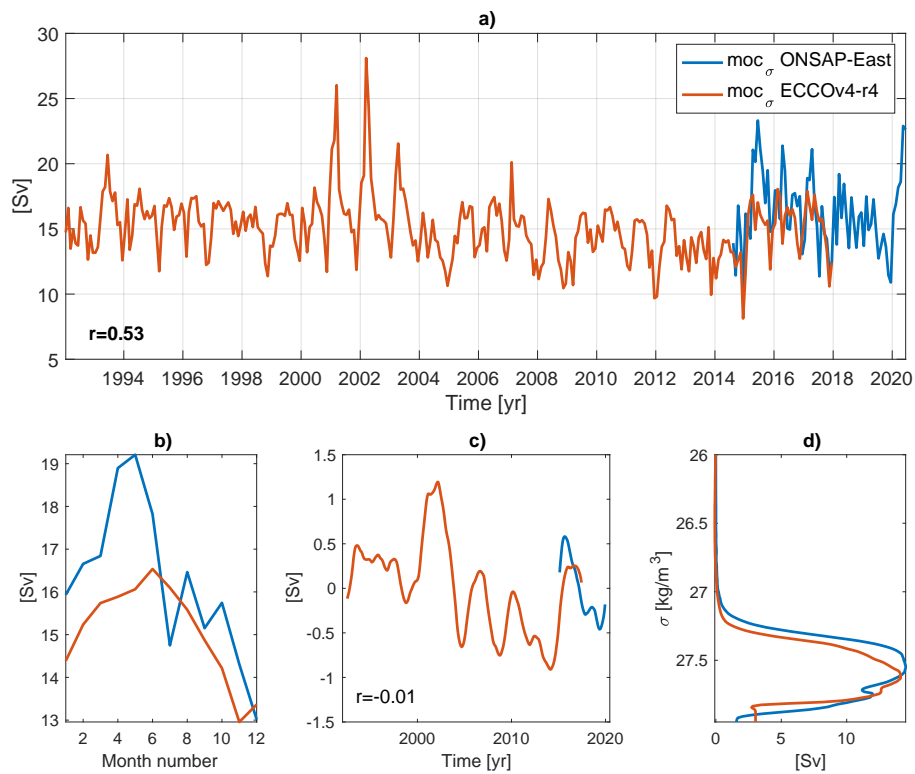 a)
30
25
20
15
10
5
[Sv]
moc_σ ONSAP-East
moc_σ ECCOv4-r4
r=0.53
1994 1996 1998 2000 2002 2004 2006 2008 2010 2012 2014 2016 2018 2020
Time [yr]
b)
19
18
17
16
15
14
13
[Sv]
2 4 6 8 10 12
Month number
c)
1.5
1
0.5
0
-0.5
-1
-1.5
[Sv]
r=-0.01
2000 2010 2020
Time [yr]
d)
26
26.5
27
27.5
σ [kg/m³]
0 5 10
[Sv]